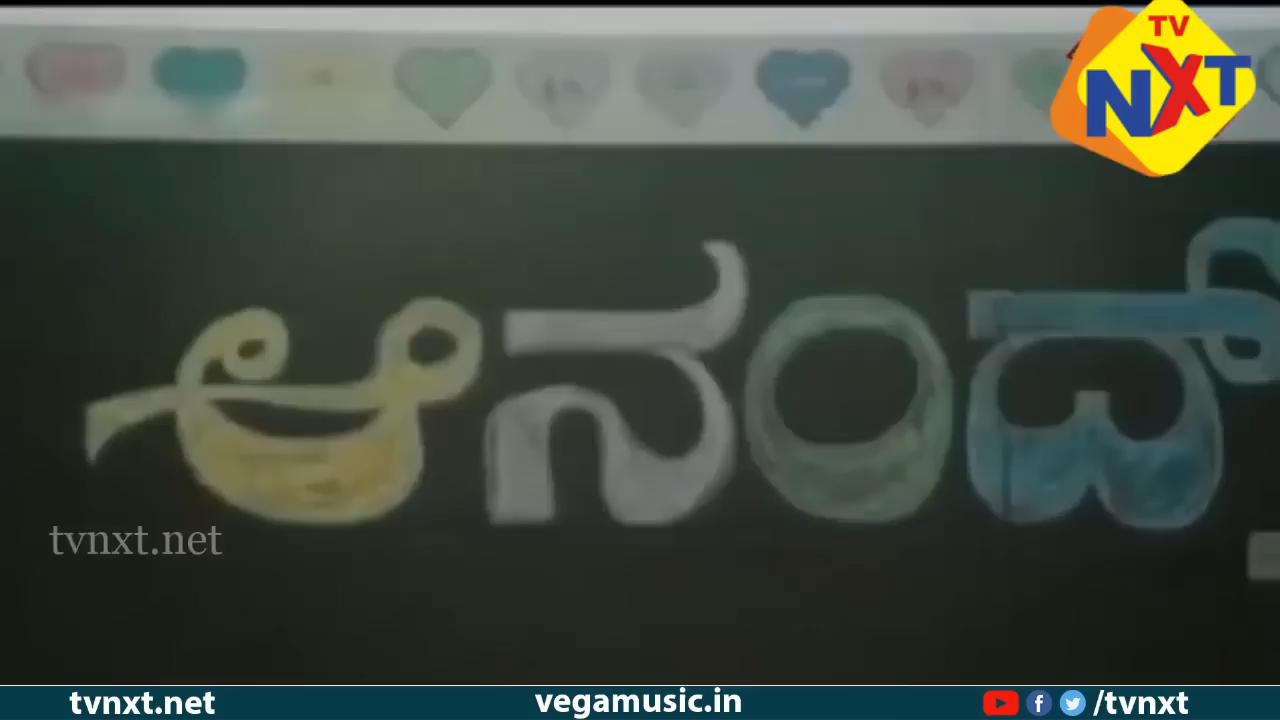 TV
NXT
ಆನಂದ್
tvnxt.net
tvnxt.net
vegamusic.in
/tvnxt